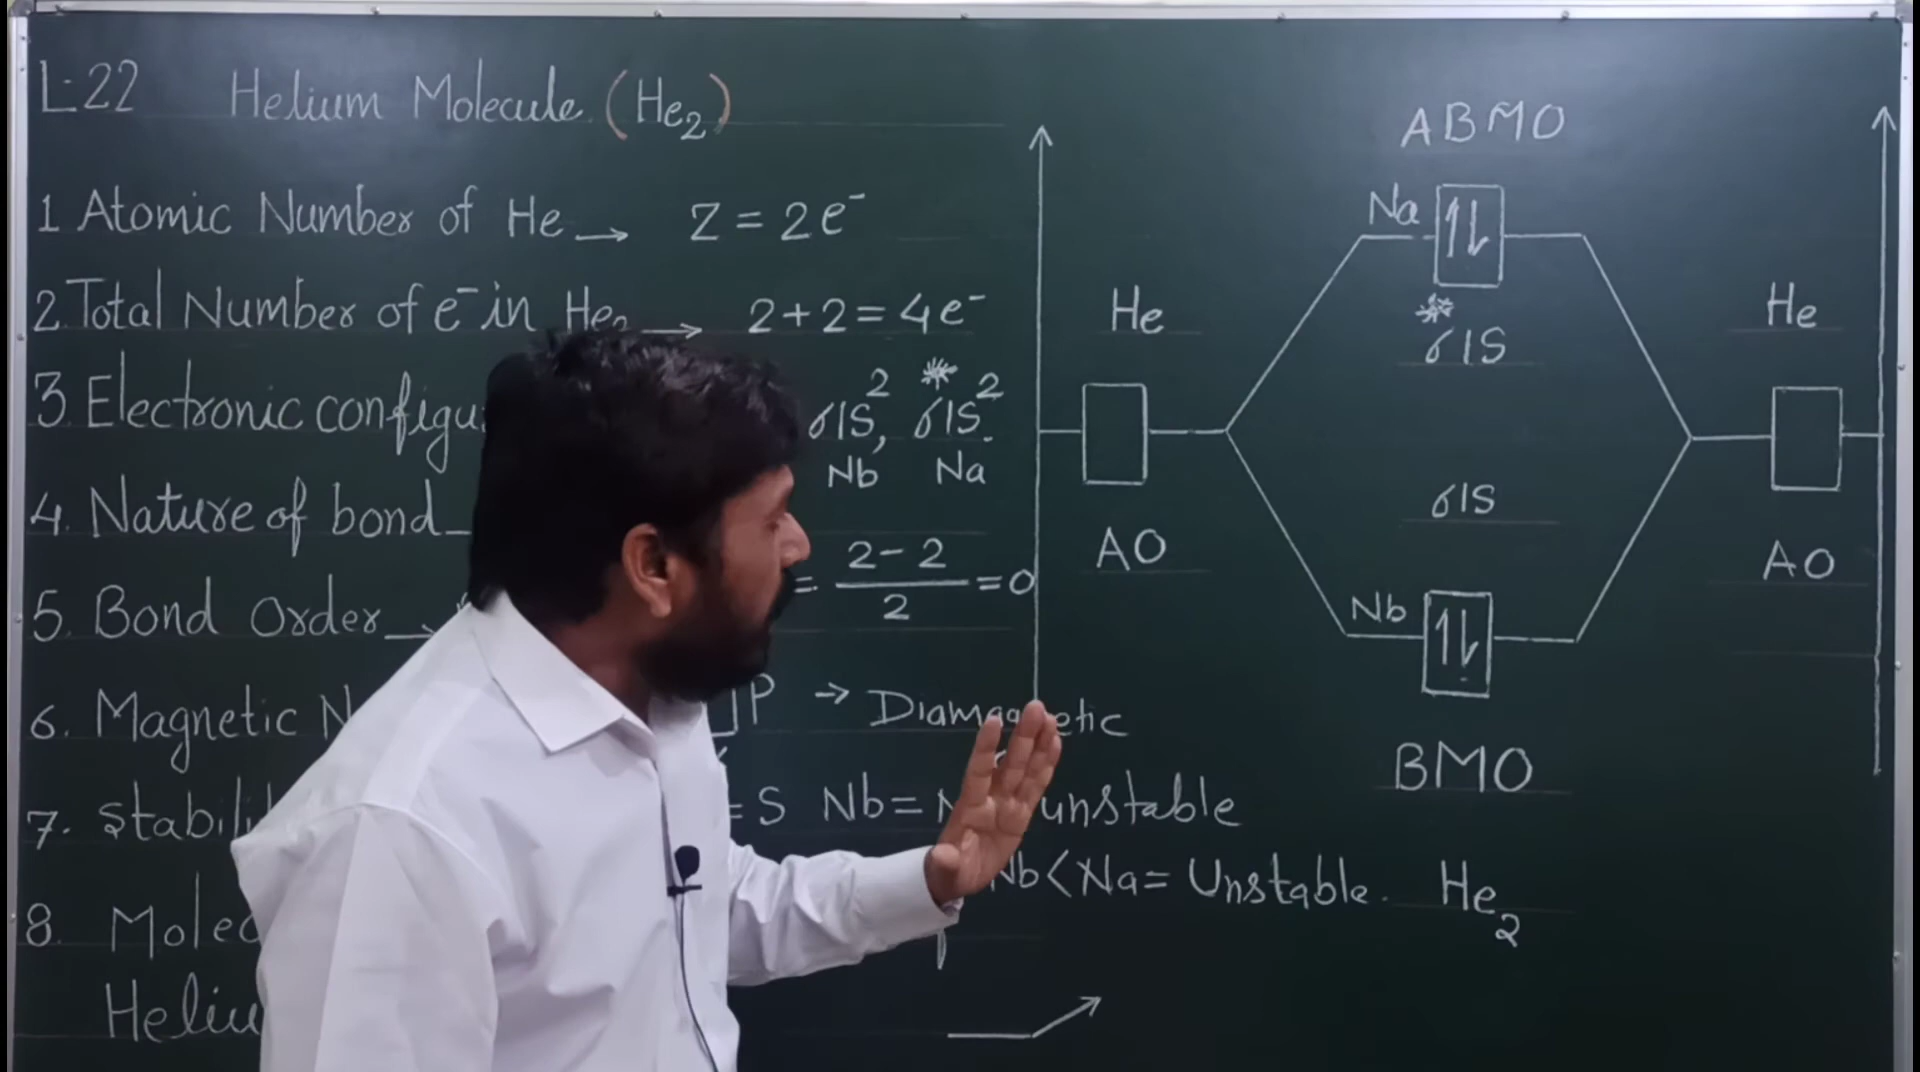 L-22 Helium Molecule (He₂)
1 Atomic Number of He → Z = 2e⁻
2. Total Number of e⁻ in He₂ → 2+2 = 4e⁻
3. Electronic configu σ1S², σ*1S².
Nb Na
4. Nature of bond
5. Bond Order → = (2-2)/2 = 0
6. Magnetic N P → Diamagnetic
7. Stabili = S Nb = unstable
Nb < Na = Unstable. He₂
8. Molec
Heliu
ABMO
Na ↑↓
σ*1S
He He
AO AO
σ1S
Nb ↑↓
BMO